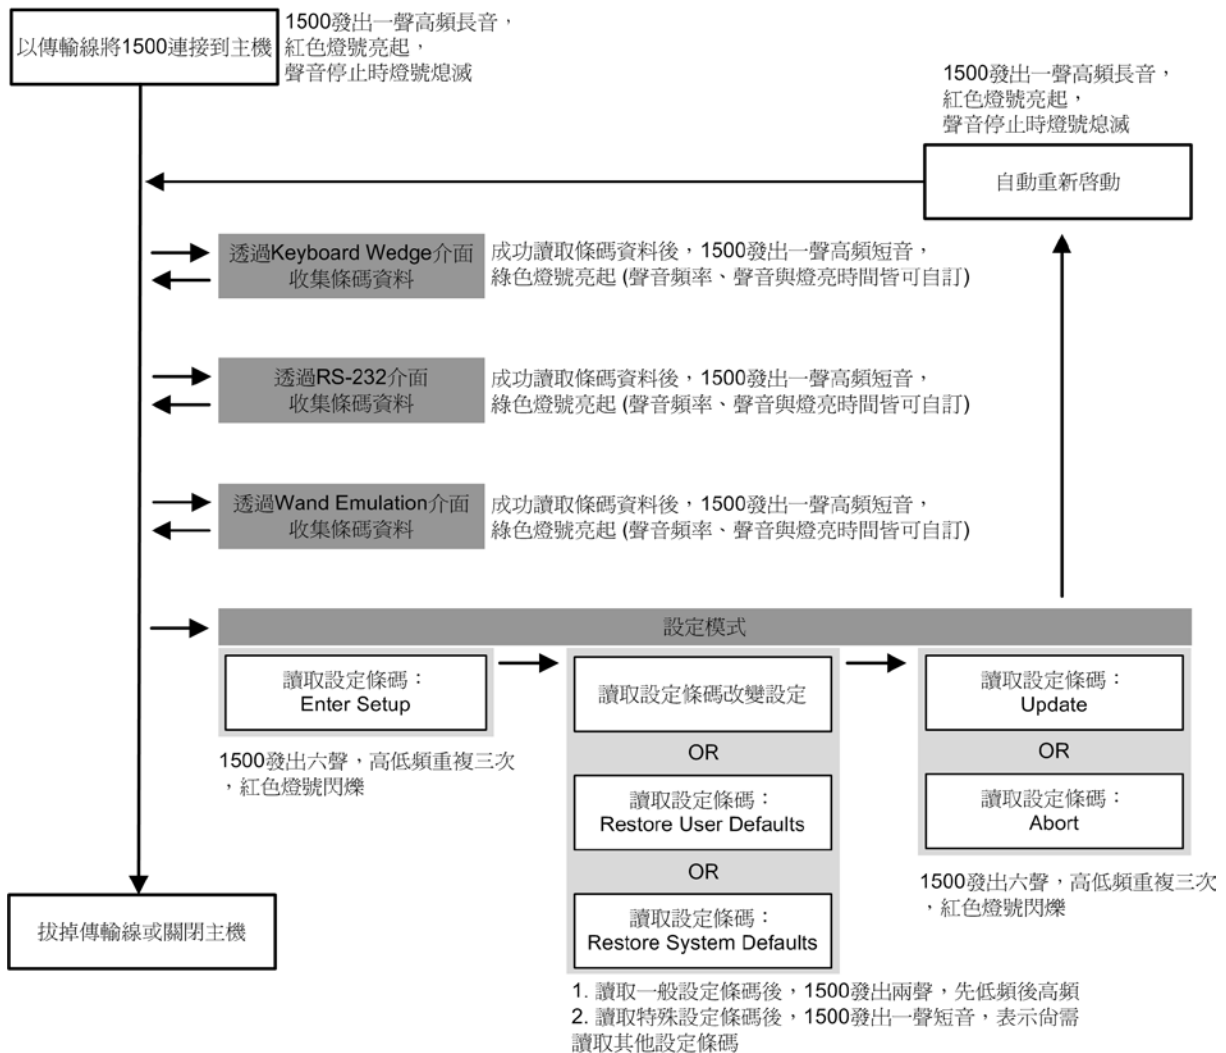 以傳輸線將1500連接到主機
1500發出一聲高頻長音，
紅色燈號亮起，
聲音停止時燈號熄滅
1500發出一聲高頻長音，
紅色燈號亮起，
聲音停止時燈號熄滅
自動重新啓動
透過Keyboard Wedge介面
收集條碼資料
成功讀取條碼資料後，1500發出一聲高頻短音，
綠色燈號亮起 (聲音頻率、聲音與燈亮時間皆可自訂)
透過RS-232介面
收集條碼資料
成功讀取條碼資料後，1500發出一聲高頻短音，
綠色燈號亮起 (聲音頻率、聲音與燈亮時間皆可自訂)
透過Wand Emulation介面
收集條碼資料
成功讀取條碼資料後，1500發出一聲高頻短音，
綠色燈號亮起 (聲音頻率、聲音與燈亮時間皆可自訂)
設定模式
讀取設定條碼：
Enter Setup
1500發出六聲，高低頻重複三次
，紅色燈號閃爍
讀取設定條碼改變設定
OR
讀取設定條碼：
Restore User Defaults
OR
讀取設定條碼：
Restore System Defaults
1. 讀取一般設定條碼後，1500發出兩聲，先低頻後高頻
2. 讀取特殊設定條碼後，1500發出一聲短音，表示尚需
讀取其他設定條碼
讀取設定條碼：
Update
OR
讀取設定條碼：
Abort
1500發出六聲，高低頻重複三次
，紅色燈號閃爍
拔掉傳輸線或關閉主機